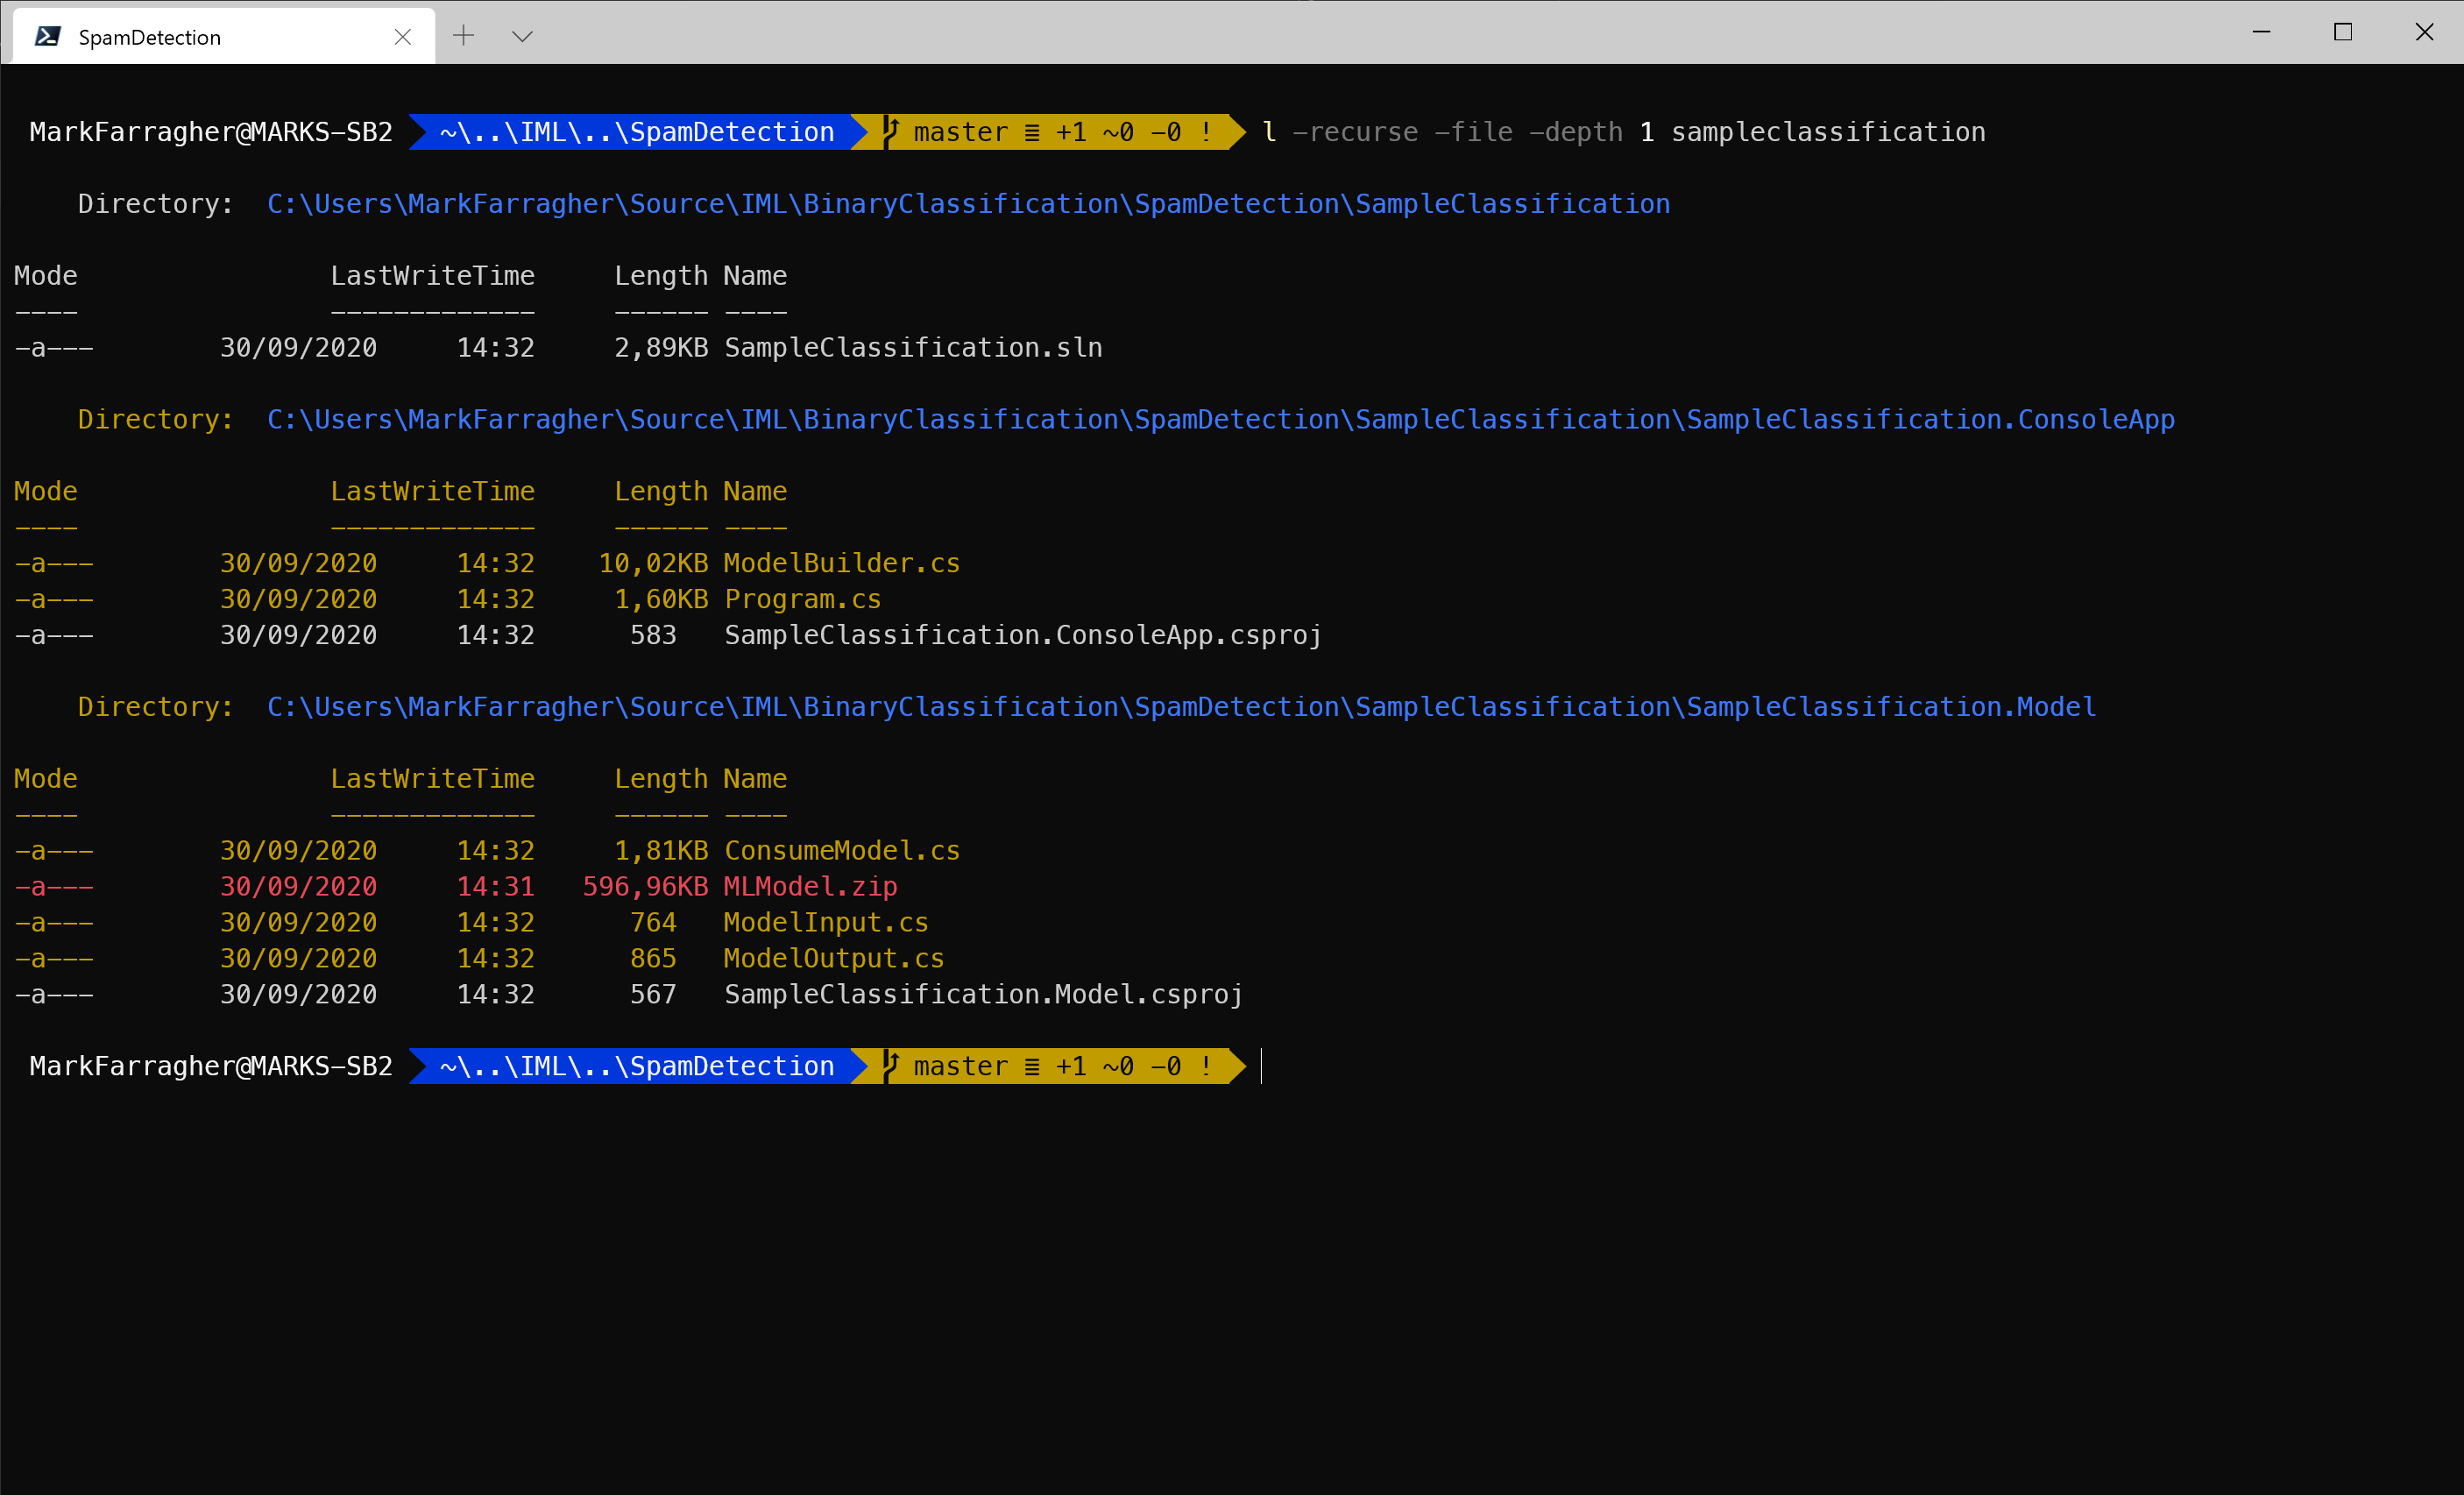 SpamDetection
MarkFarragher@MARKS-SB2 ~\..\IML\..\SpamDetection master ≡ +1 ~0 -0 ! l -recurse -file -depth 1 sampleclassification
Directory: C:\Users\MarkFarragher\Source\IML\BinaryClassification\SpamDetection\SampleClassification
Mode LastWriteTime Length Name
---- ------------- ------ ----
-a--- 30/09/2020 14:32 2,89KB SampleClassification.sln
Directory: C:\Users\MarkFarragher\Source\IML\BinaryClassification\SpamDetection\SampleClassification\SampleClassification.ConsoleApp
Mode LastWriteTime Length Name
---- ------------- ------ ----
-a--- 30/09/2020 14:32 10,02KB ModelBuilder.cs
-a--- 30/09/2020 14:32 1,60KB Program.cs
-a--- 30/09/2020 14:32 583 SampleClassification.ConsoleApp.csproj
Directory: C:\Users\MarkFarragher\Source\IML\BinaryClassification\SpamDetection\SampleClassification\SampleClassification.Model
Mode LastWriteTime Length Name
---- ------------- ------ ----
-a--- 30/09/2020 14:32 1,81KB ConsumeModel.cs
-a--- 30/09/2020 14:31 596,96KB MLModel.zip
-a--- 30/09/2020 14:32 764 ModelInput.cs
-a--- 30/09/2020 14:32 865 ModelOutput.cs
-a--- 30/09/2020 14:32 567 SampleClassification.Model.csproj
MarkFarragher@MARKS-SB2 ~\..\IML\..\SpamDetection master ≡ +1 ~0 -0 !